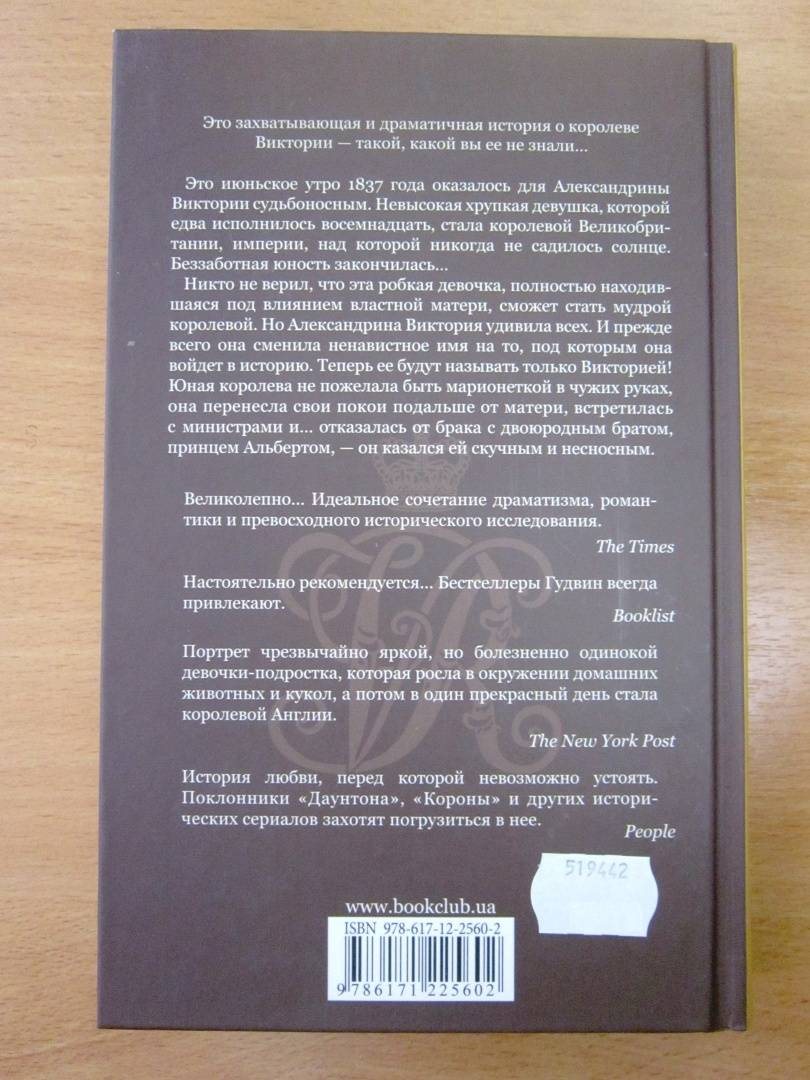 Это захватывающая и драматичная история о королеве
Виктории — такой, какой вы ее не знали...
Это июньское утро 1837 года оказалось для Александрины
Виктории судьбоносным. Невысокая хрупкая девушка, которой
едва исполнилось восемнадцать, стала королевой Великобри-
тании, империи, над которой никогда не садилось солнце.
Беззаботная юность закончилась...
Никто не верил, что эта робкая девочка, полностью находив-
шаяся под влиянием властной матери, сможет стать мудрой
королевой. Но Александрина Виктория удивила всех. И прежде
всего она сменила ненавистное имя на то, под которым она
войдет в историю. Теперь ее будут называть только Викторией!
Юная королева не пожелала быть марионеткой в чужих руках,
она перенесла свои покои подальше от матери, встретилась
с министрами и... отказалась от брака с двоюродным братом,
принцем Альбертом, — он казался ей скучным и несносным.
Великолепно... Идеальное сочетание драматизма, роман-
тики и превосходного исторического исследования.
The Times
Настоятельно рекомендуется... Бестселлеры Гудвин всегда
привлекают.
Booklist
Портрет чрезвычайно яркой, но болезненно одинокой
девочки-подростка, которая росла в окружении домашних
животных и кукол, а потом в один прекрасный день стала
королевой Англии.
The New York Post
История любви, перед которой невозможно устоять.
Поклонники «Даунтона», «Короны» и других истори-
ческих сериалов захотят погрузиться в нее.
People
519442
www.bookclub.ua
ISBN 978-617-12-2560-2
9 786171 225602